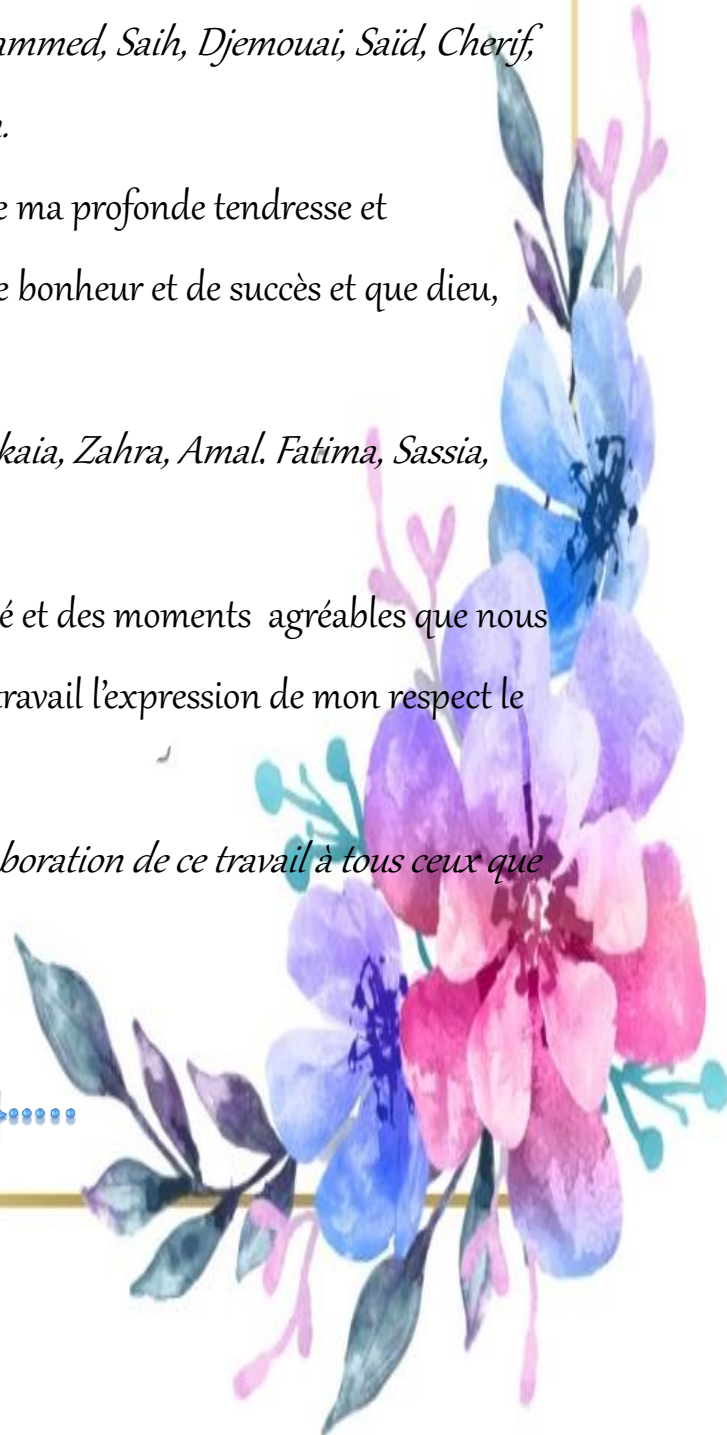 ammed, Saih, Djemouai, Saïd, Cherif,
e ma profonde tendresse et
e bonheur et de succès et que dieu,
kaia, Zahra, Amal. Fatima, Sassia,
é et des moments agréables que nous
travail l’expression de mon respect le
boration de ce travail à tous ceux que